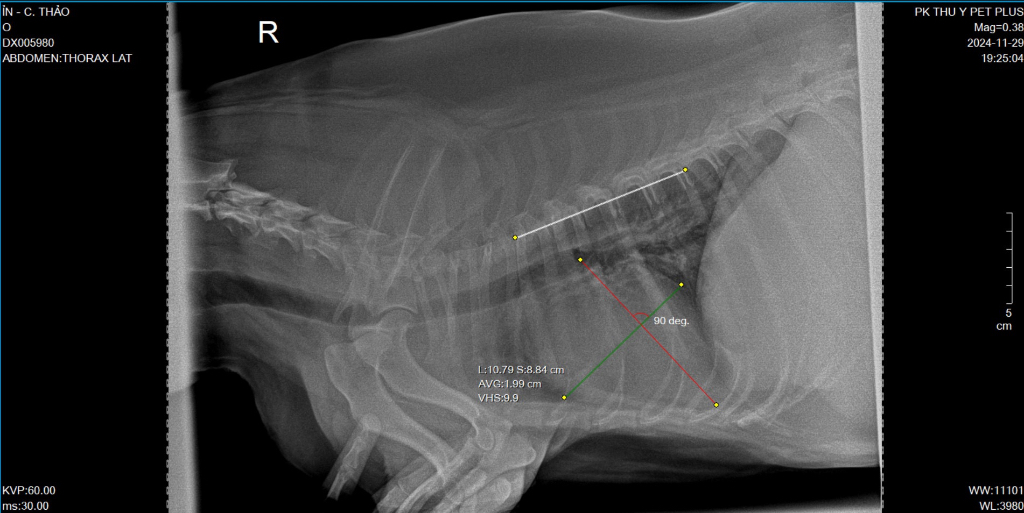 ÌN - C. THẢO
O
DX005980
ABDOMEN:THORAX LAT
R
PK THU Y PET PLUS
Mag=0.38
2024-11-29
19:25:04
5
cm
90 deg.
L:10.79 S:8.84 cm
AVG:1.99 cm
VHS:9.9
KVP:60.00
ms:30.00
WW:11101
WL:3980